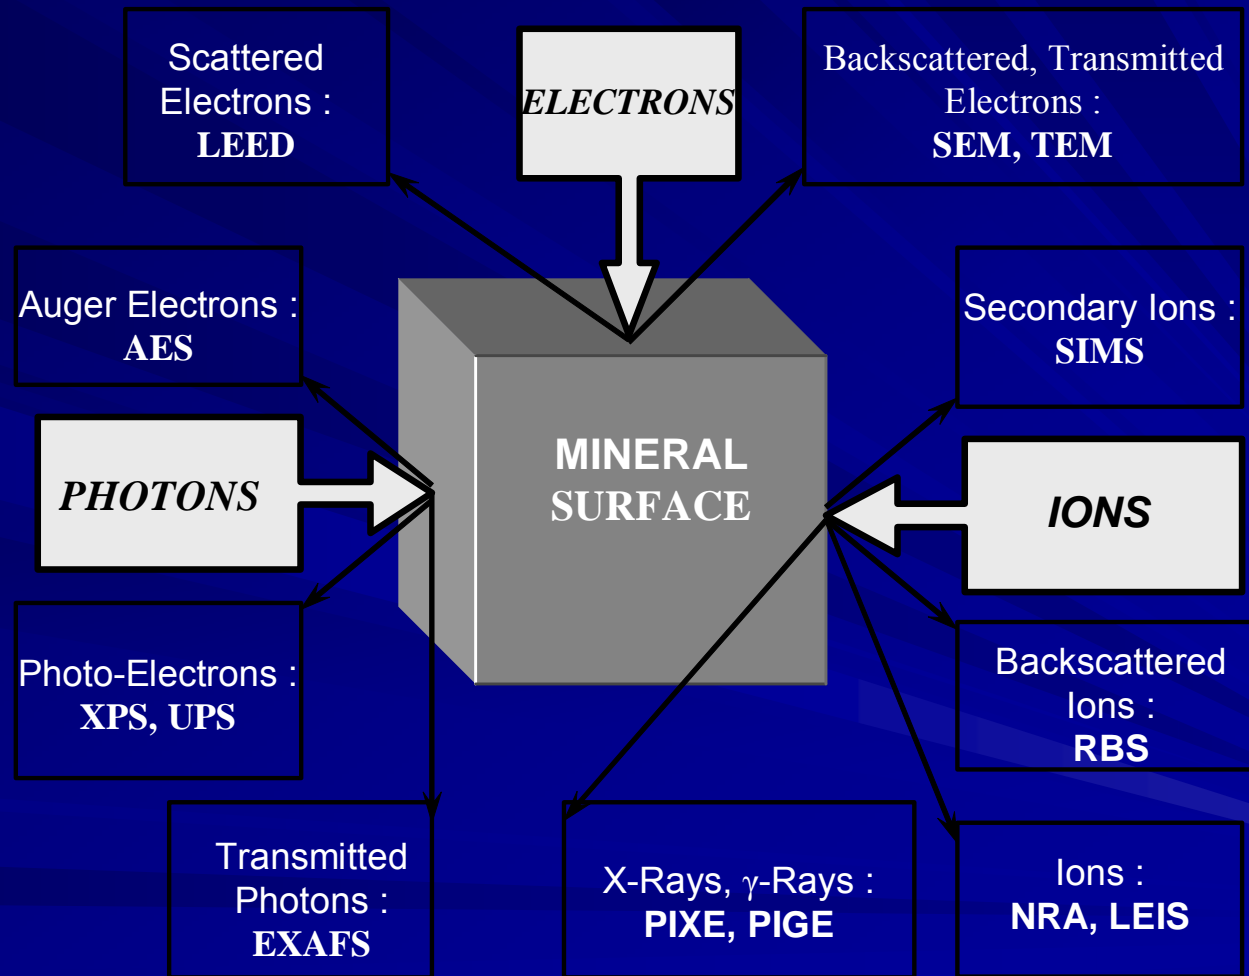 Scattered
Electrons :
LEED
ELECTRONS
Backscattered, Transmitted
Electrons :
SEM, TEM
Auger Electrons :
AES
Secondary Ions :
SIMS
PHOTONS
MINERAL
SURFACE
IONS
Photo-Electrons :
XPS, UPS
Backscattered
Ions :
RBS
Transmitted
Photons :
EXAFS
X-Rays, γ-Rays :
PIXE, PIGE
Ions :
NRA, LEIS